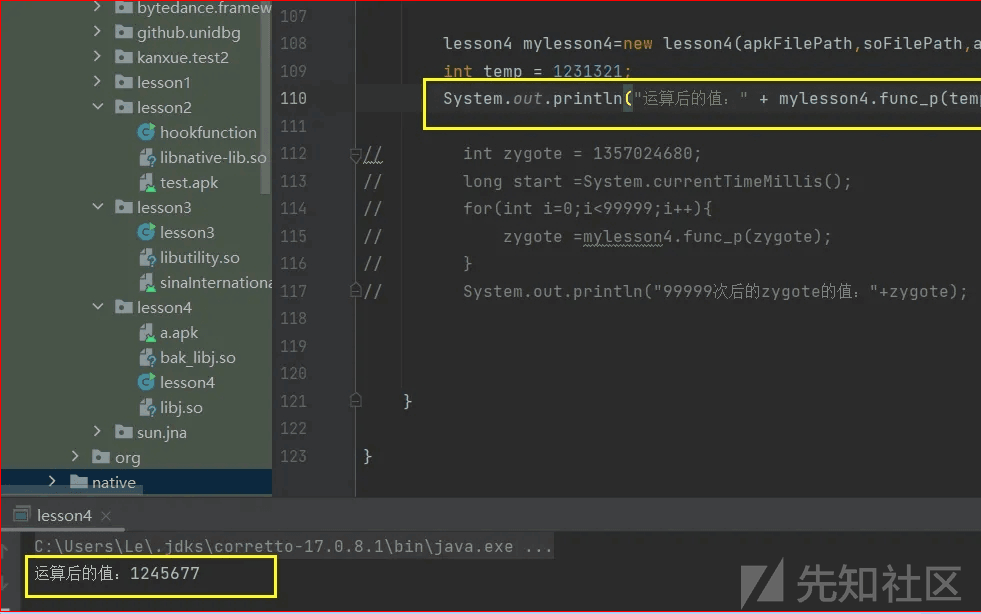 bytedance.framew
github.unidbg
kanxue.test2
lesson1
lesson2
hookfunction
libnative-lib.so
test.apk
lesson3
lesson3
libutility.so
sinaInternationa
lesson4
a.apk
bak_libj.so
lesson4
libj.so
sun.jna
org
native
107
108 lesson4 mylesson4=new lesson4(apkFilePath,soFilePath,a
109 int temp = 1231321;
110 System.out.println("运算后的值：" + mylesson4.func_p(tem
111
112 // int zygote = 1357024680;
113 // long start =System.currentTimeMillis();
114 // for(int i=0;i<99999;i++){
115 // zygote =mylesson4.func_p(zygote);
116 // }
117 // System.out.println("99999次后的zygote的值："+zygote);
118
119
120
121 }
122
123 }
lesson4 ×
C:\Users\Le\.jdks\corretto-17.0.8.1\bin\java.exe ...
运算后的值：1245677
先知社区